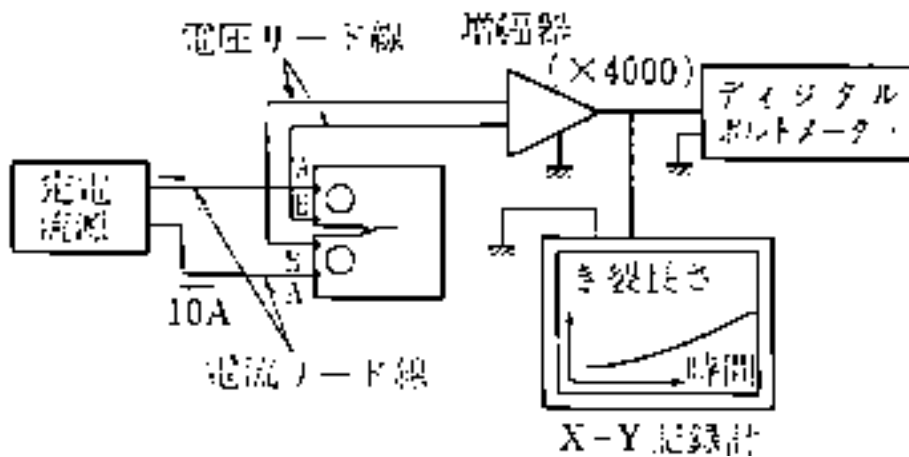 電圧リード線
増幅器
(×4000)
ディジタル
ボルトメーター
A
B
定電
流源
B
A
10A
電流リード線
き裂長さ
時間
X-Y記録計